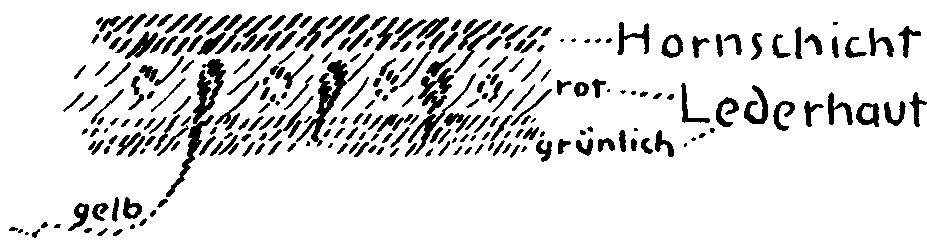 Hornschicht
rot
Lederhaut
grünlich
gelb